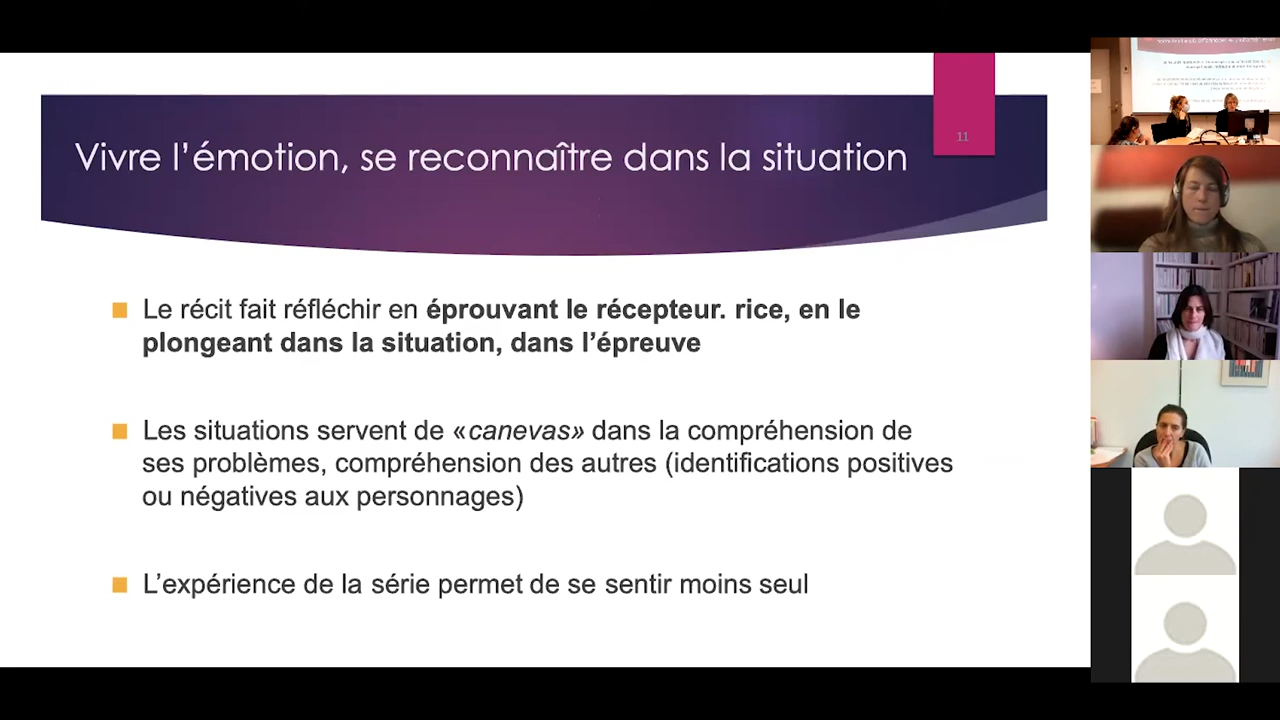 11
Vivre l'émotion, se reconnaître dans la situation
Le récit fait réfléchir en éprouvant le récepteur. rice, en le
plongeant dans la situation, dans l'épreuve
Les situations servent de «canevas» dans la compréhension de
ses problèmes, compréhension des autres (identifications positives
ou négatives aux personnages)
L'expérience de la série permet de se sentir moins seul